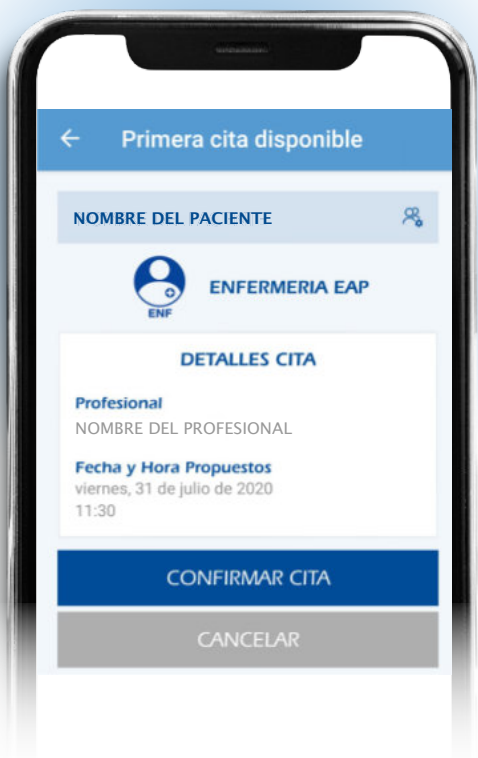 Primera cita disponible
NOMBRE DEL PACIENTE
ENFERMERIA EAP
ENF
DETALLES CITA
Profesional
NOMBRE DEL PROFESIONAL
Fecha y Hora Propuestos
viernes, 31 de julio de 2020
11:30
CONFIRMAR CITA
CANCELAR